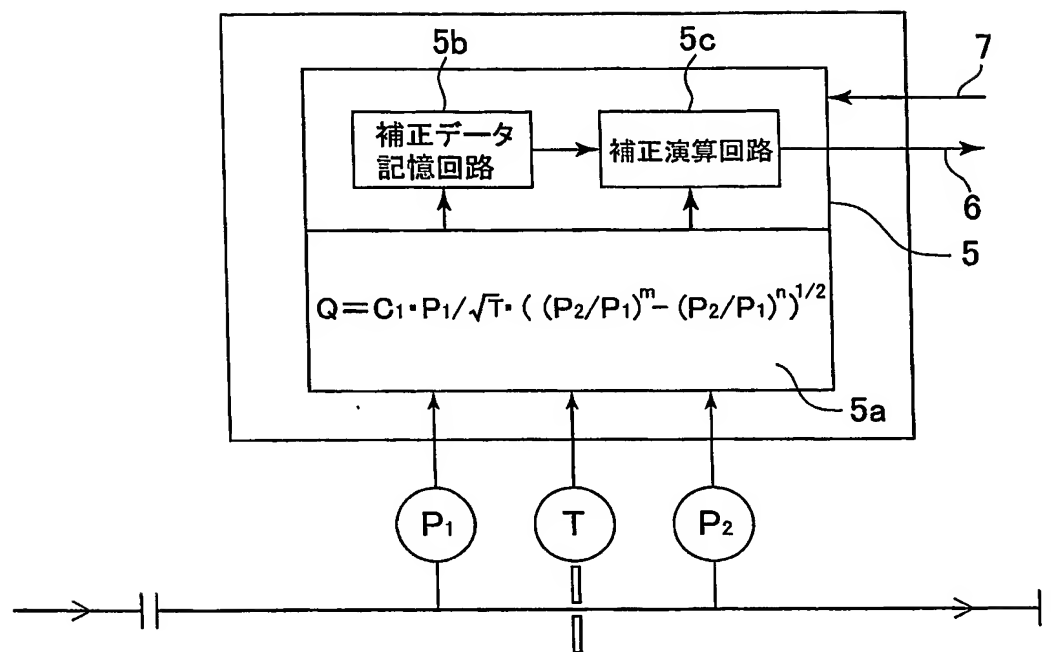 5b
5c
7
補正データ
記憶回路
補正演算回路
6
5
Q=C₁・P₁/√T・((P₂/P₁)ᵐ-(P₂/P₁)ⁿ)¹/²
5a
P₁
T
P₂